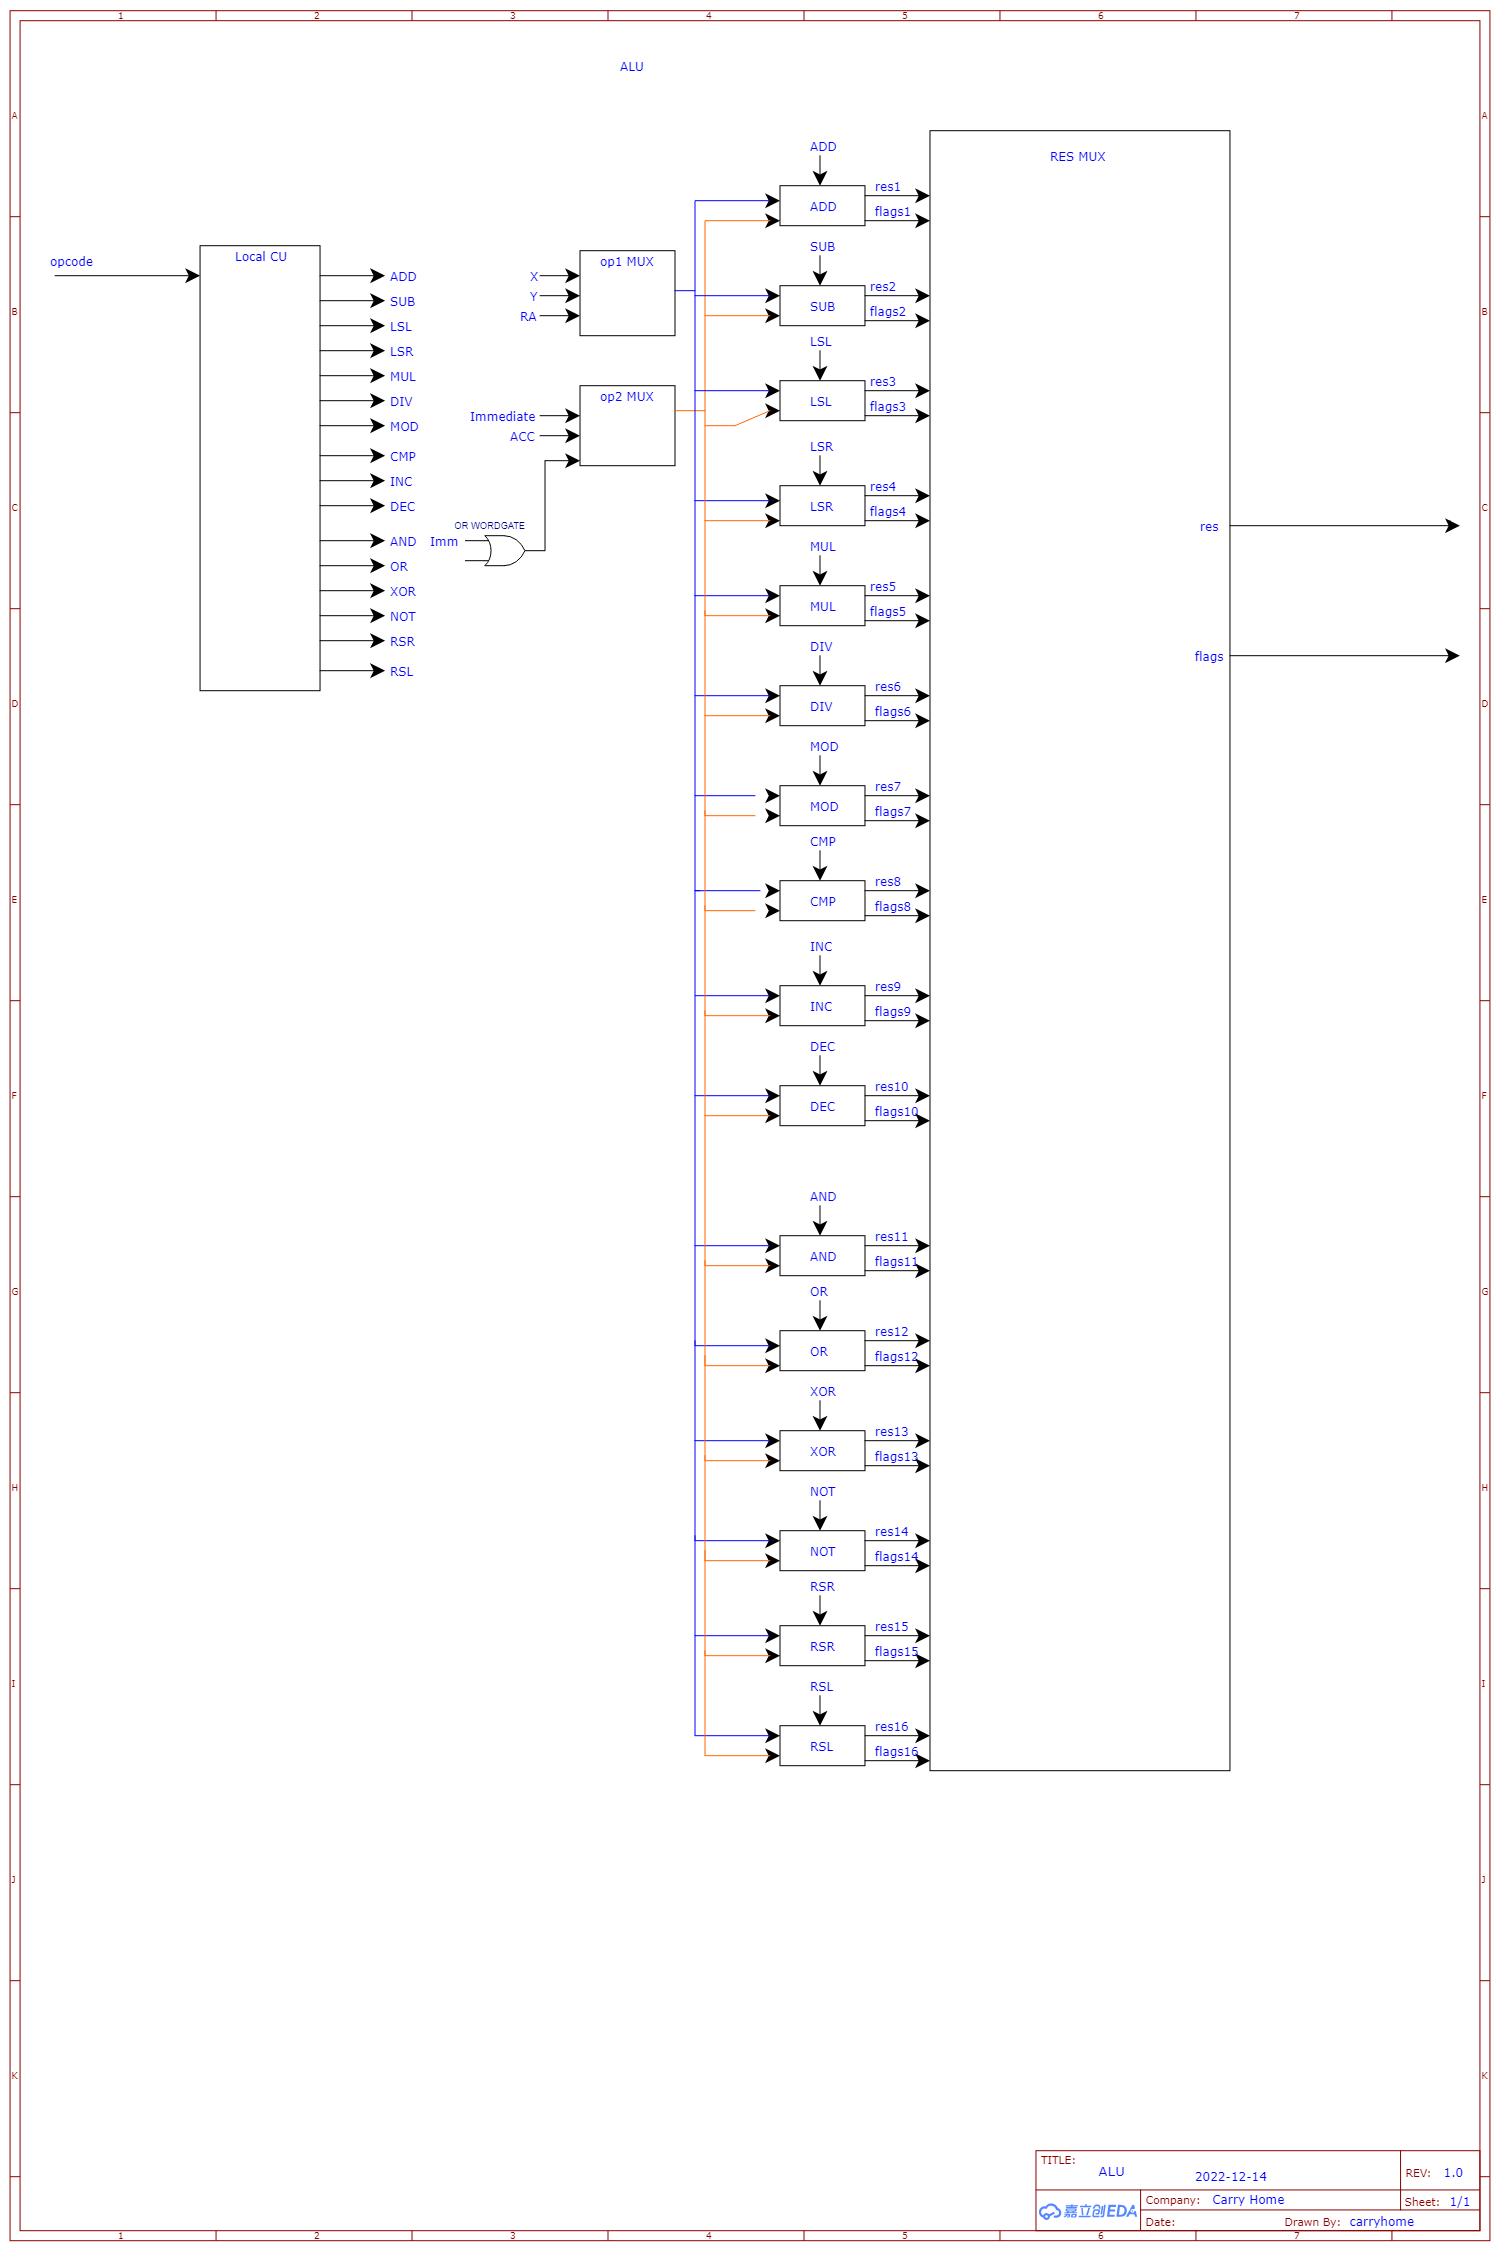 1 2 3 4 5 6 7
ALU
A A
B B
C C
D D
E E
F F
G G
H H
I I
J J
K K
opcode
Local CU
ADD
SUB
LSL
LSR
MUL
DIV
MOD
CMP
INC
DEC
AND
OR
XOR
NOT
RSR
RSL
op1 MUX
X
Y
RA
op2 MUX
Immediate
ACC
OR WORDGATE
Imm
ADD
ADD
res1
flags1
SUB
SUB
res2
flags2
LSL
LSL
res3
flags3
LSR
LSR
res4
flags4
MUL
MUL
res5
flags5
DIV
DIV
res6
flags6
MOD
MOD
res7
flags7
CMP
CMP
res8
flags8
INC
INC
res9
flags9
DEC
DEC
res10
flags10
AND
AND
res11
flags11
OR
OR
res12
flags12
XOR
XOR
res13
flags13
NOT
NOT
res14
flags14
RSR
RSR
res15
flags15
RSL
RSL
res16
flags16
RES MUX
res
flags
TITLE:
ALU
2022-12-14
REV: 1.0
嘉立创EDA
Company: Carry Home
Sheet: 1/1
Date:
Drawn By: carryhome
1 2 3 4 5 6 7